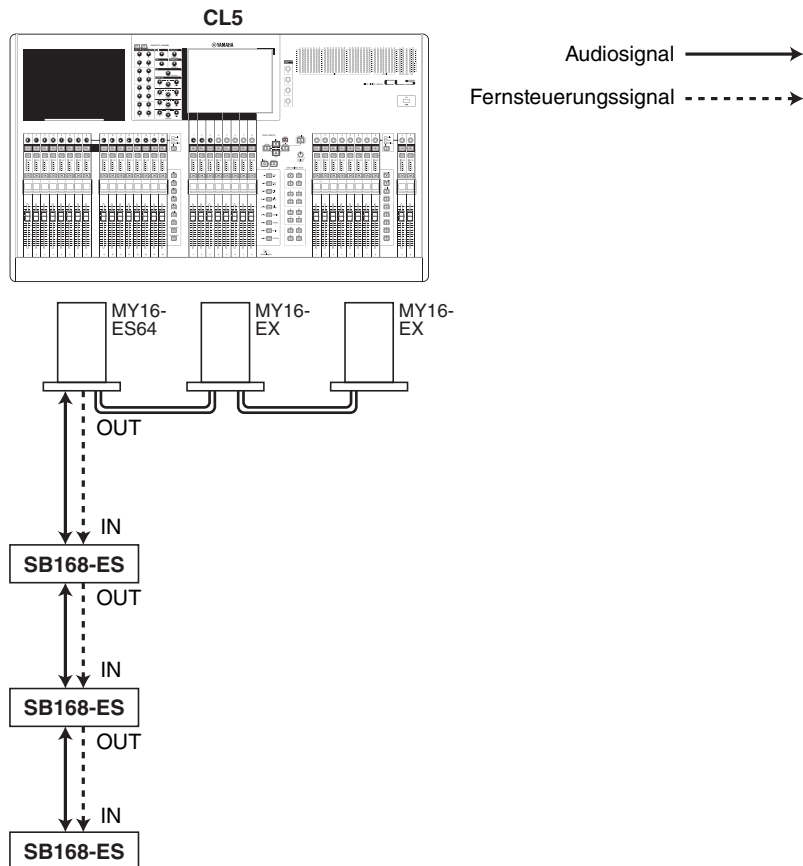 CL5
YAMAHA
Audiosignal
Fernsteuerungssignal
MY16-
ES64
MY16-
EX
MY16-
EX
OUT
IN
SB168-ES
OUT
IN
SB168-ES
OUT
IN
SB168-ES